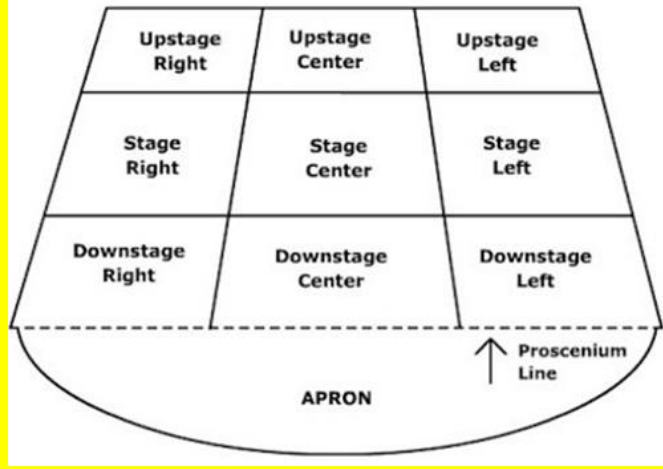 Upstage
Right
Upstage
Center
Upstage
Left
Stage
Right
Stage
Center
Stage
Left
Downstage
Right
Downstage
Center
Downstage
Left
Proscenium
Line
APRON